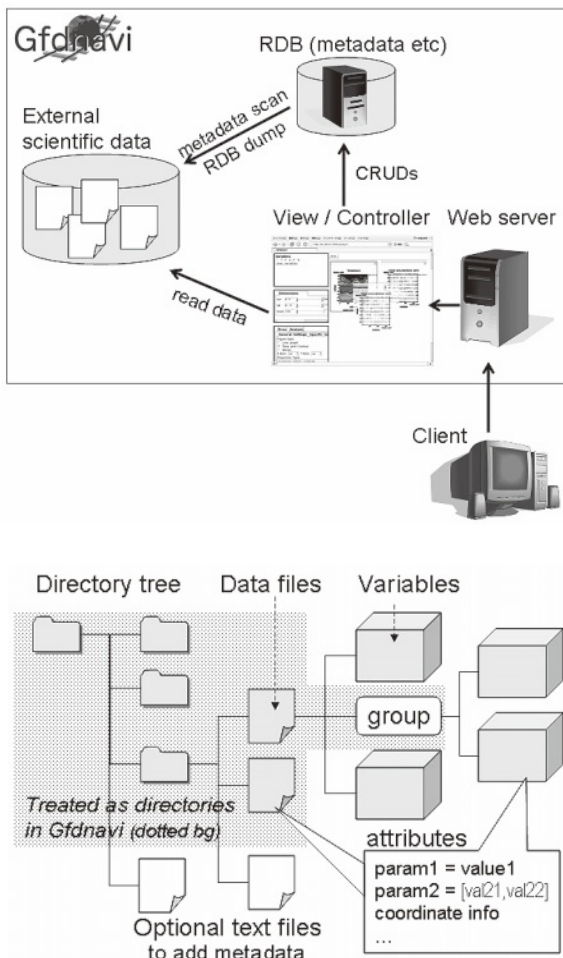 Gfdnavi
RDB (metadata etc)
External
scientific data
metadata scan
RDB dump
CRUDs
View / Controller
Web server
read data
Client
Directory tree
Data files
Variables
group
Treated as directories
in Gfdnavi (dotted bg)
attributes
param1 = value1
param2 = [val21,val22]
coordinate info
...
Optional text files
to add metadata